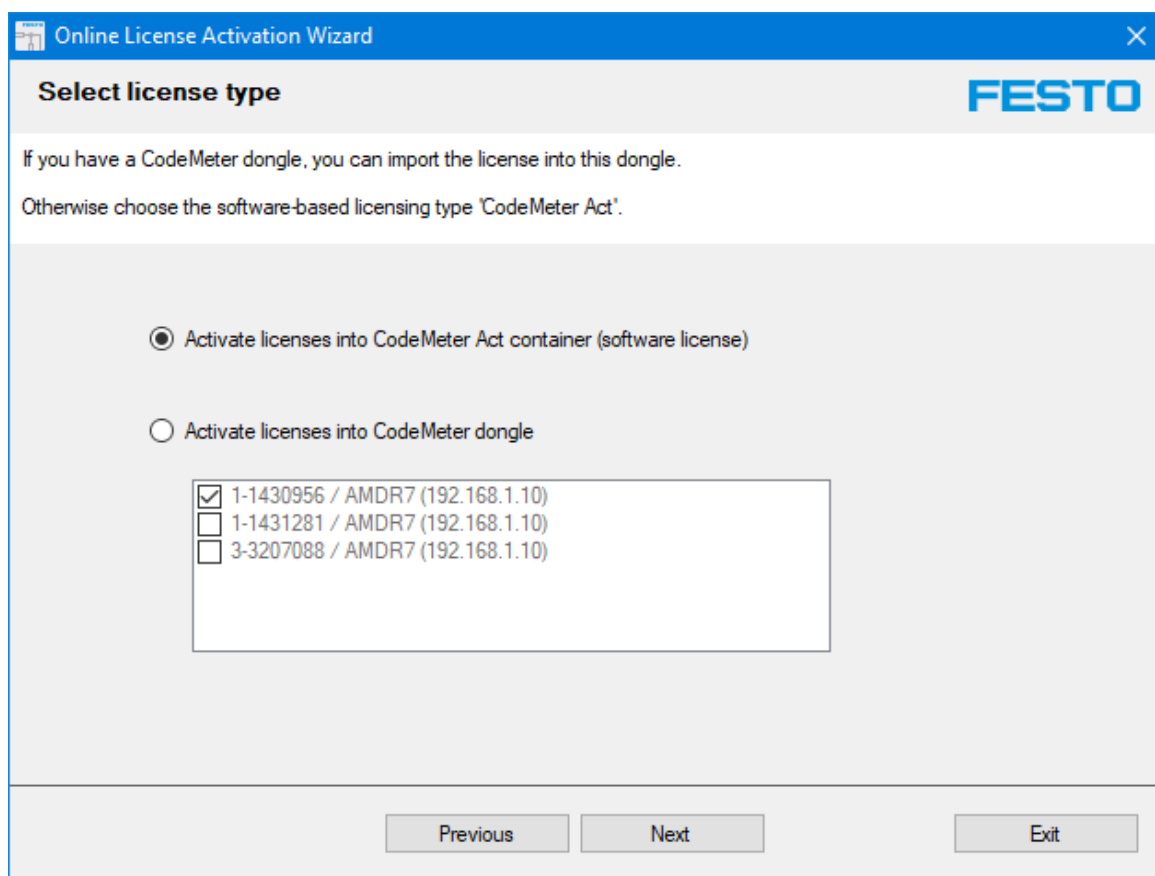 Online License Activation Wizard
Select license type
FESTO
If you have a CodeMeter dongle, you can import the license into this dongle.
Otherwise choose the software-based licensing type 'CodeMeter Act'.
Activate licenses into CodeMeter Act container (software license)
Activate licenses into CodeMeter dongle
1-1430956 / AMDR7 (192.168.1.10)
1-1431281 / AMDR7 (192.168.1.10)
3-3207088 / AMDR7 (192.168.1.10)
Previous Next Exit